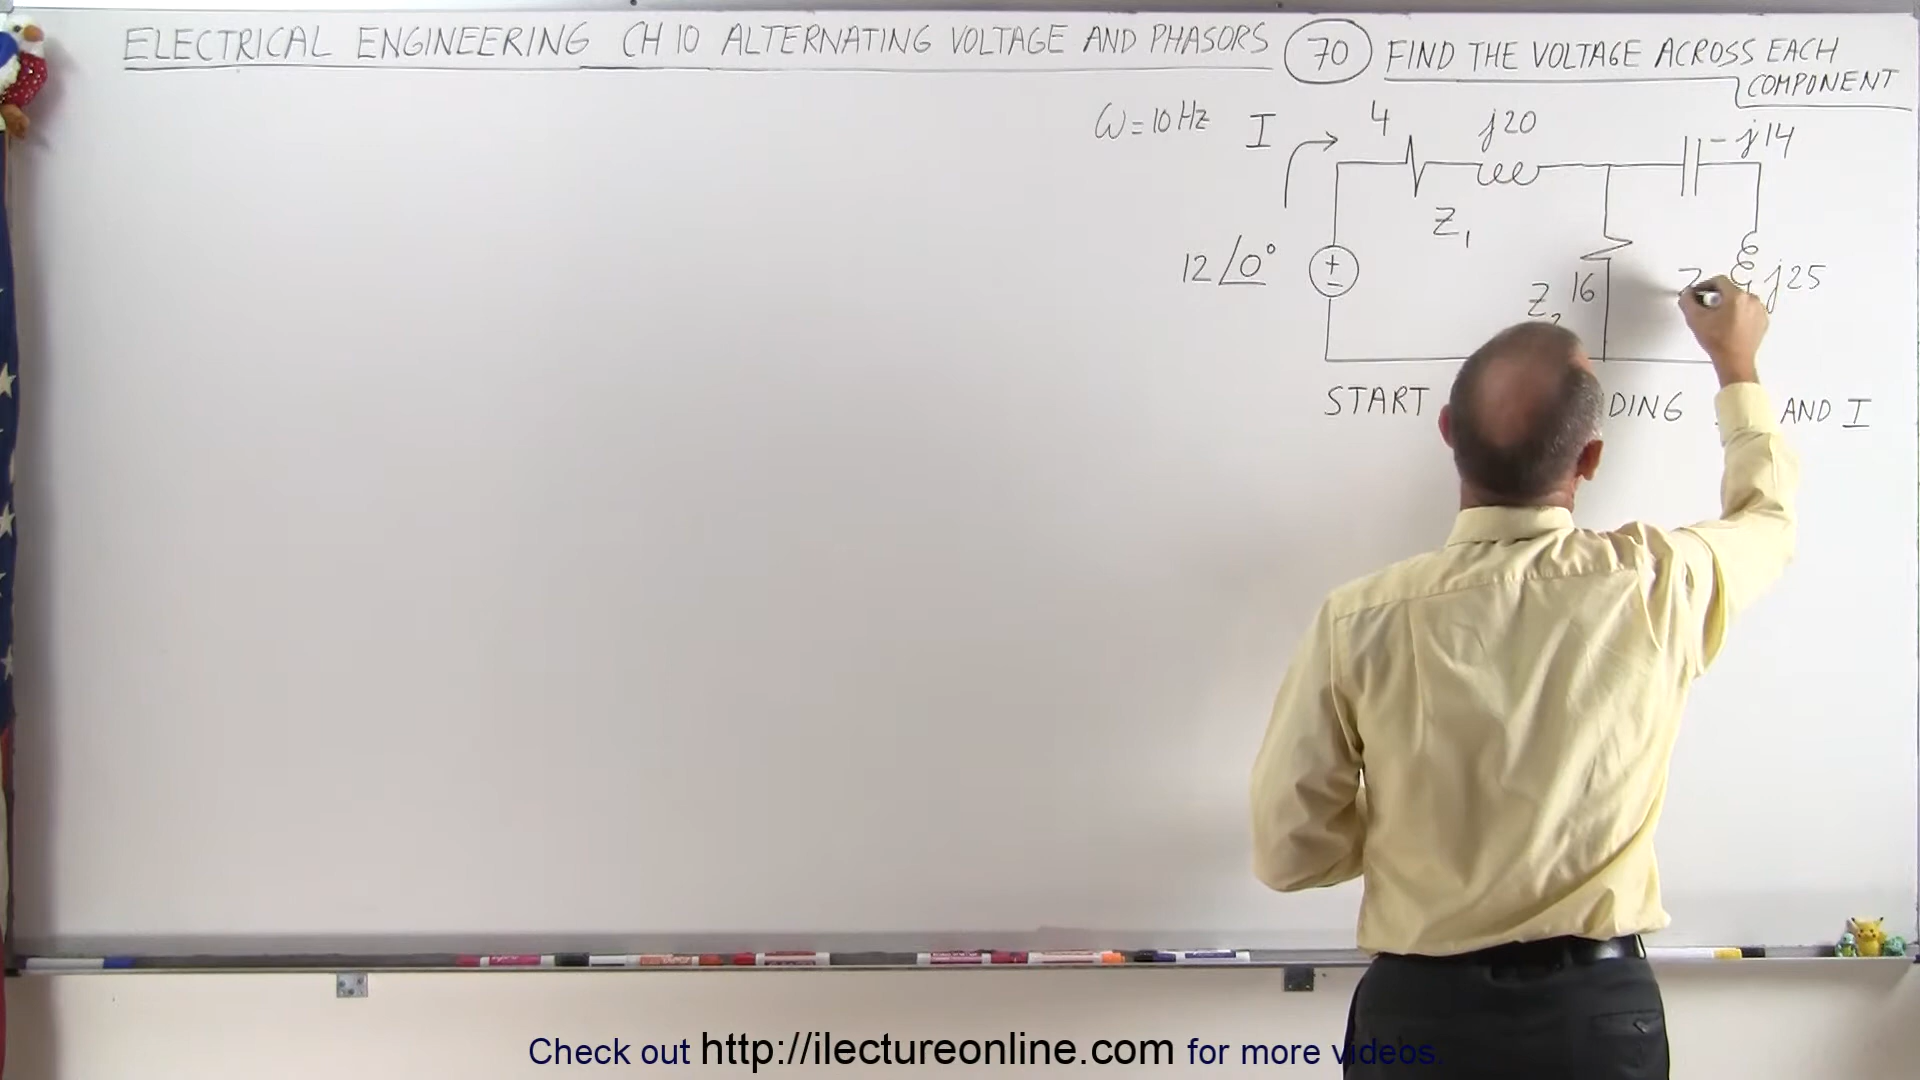 ELECTRICAL ENGINEERING CH 10 ALTERNATING VOLTAGE AND PHASORS 70 FIND THE VOLTAGE ACROSS EACH
COMPONENT
ω = 10 Hz I 4 j20 -j14
Z1
12 /0° + -
Z2 16 Z j25
START DING AND I
Check out http://ilectureonline.com for more videos.